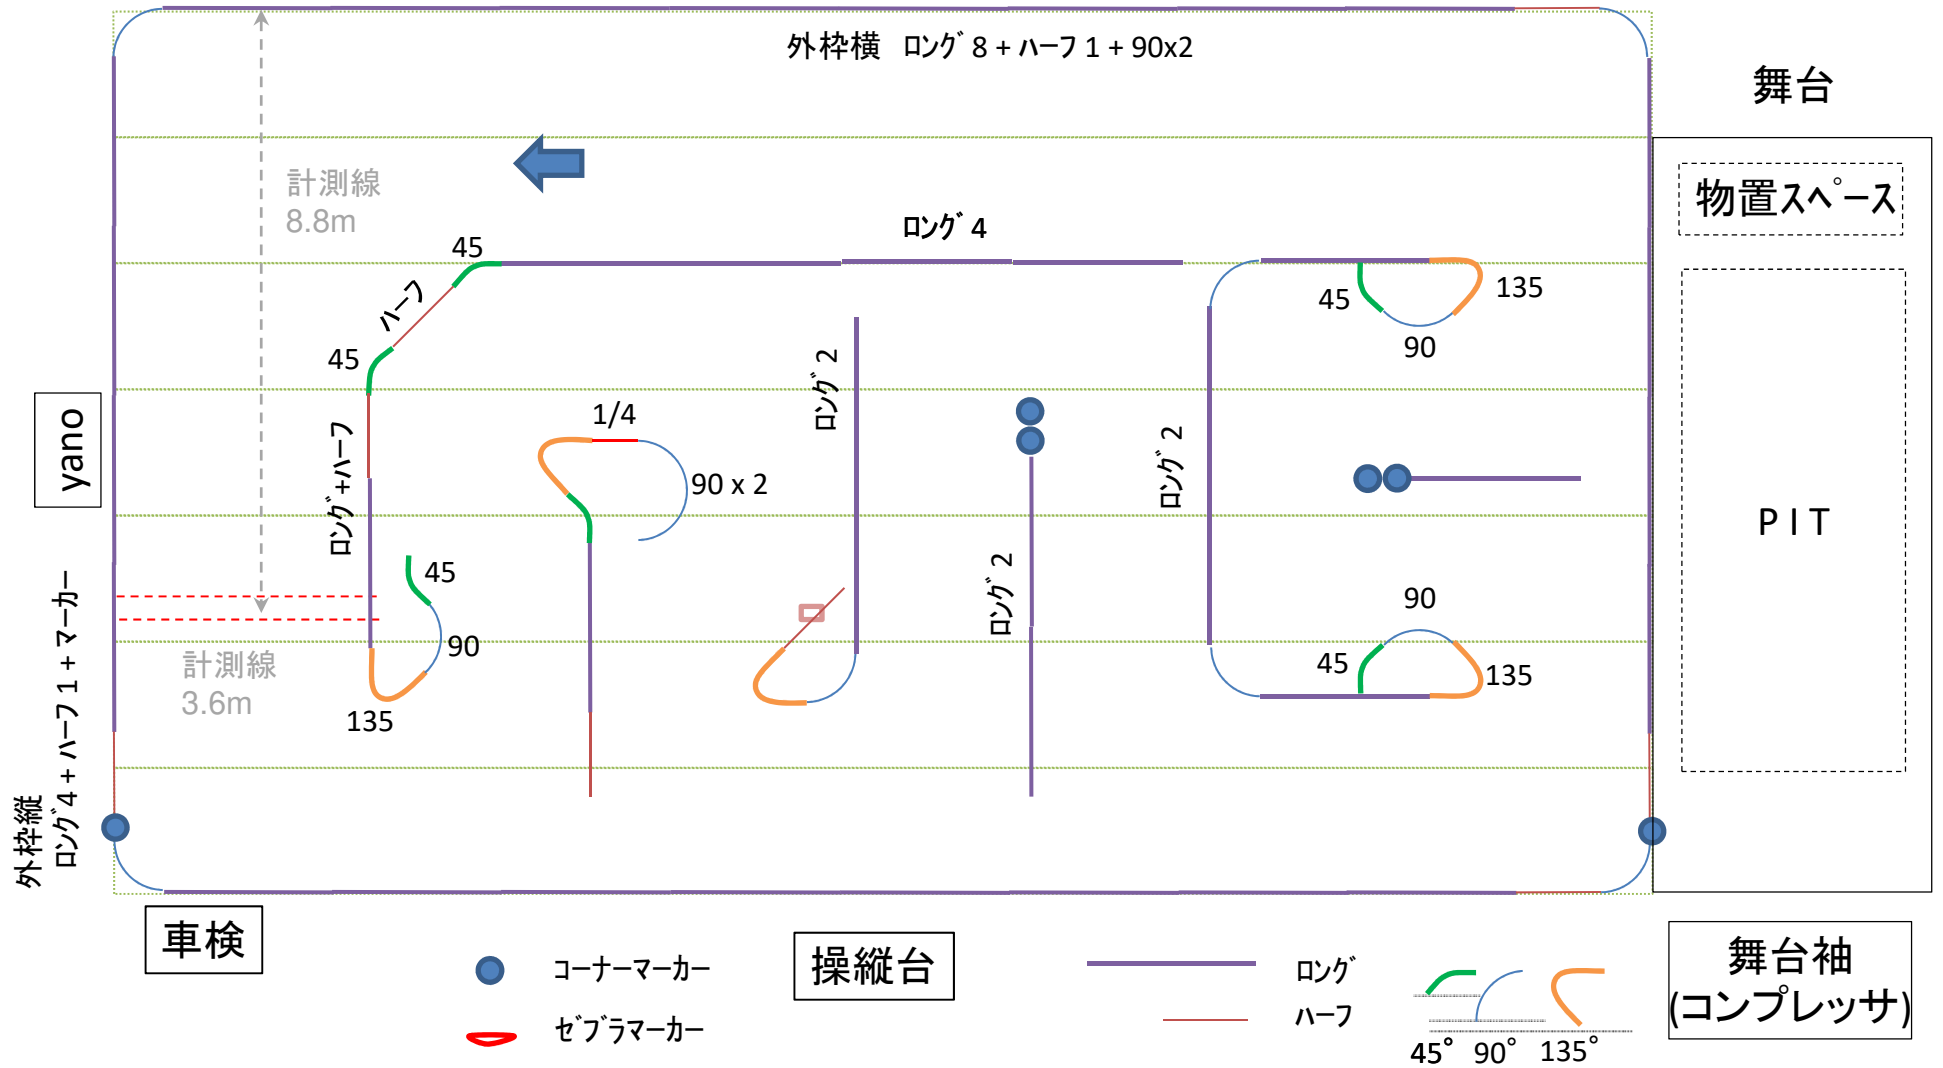 外枠横 ロング 8 + ハーフ 1 + 90x2
舞台
物置スペース
計測線
8.8m
ロング 4
45
ハーフ
45
45
135
90
ロング 2
1/4
90 x 2
ロング+ハーフ
ロング 2
ロング 2
yano
PIT
45
90
135
90
45
135
計測線
3.6m
外枠縦
ロング 4 + ハーフ 1 + マーカー
車検
コーナーマーカー
ゼブラマーカー
操縦台
ロング
ハーフ
45°
90°
135°
舞台袖
(コンプレッサ)